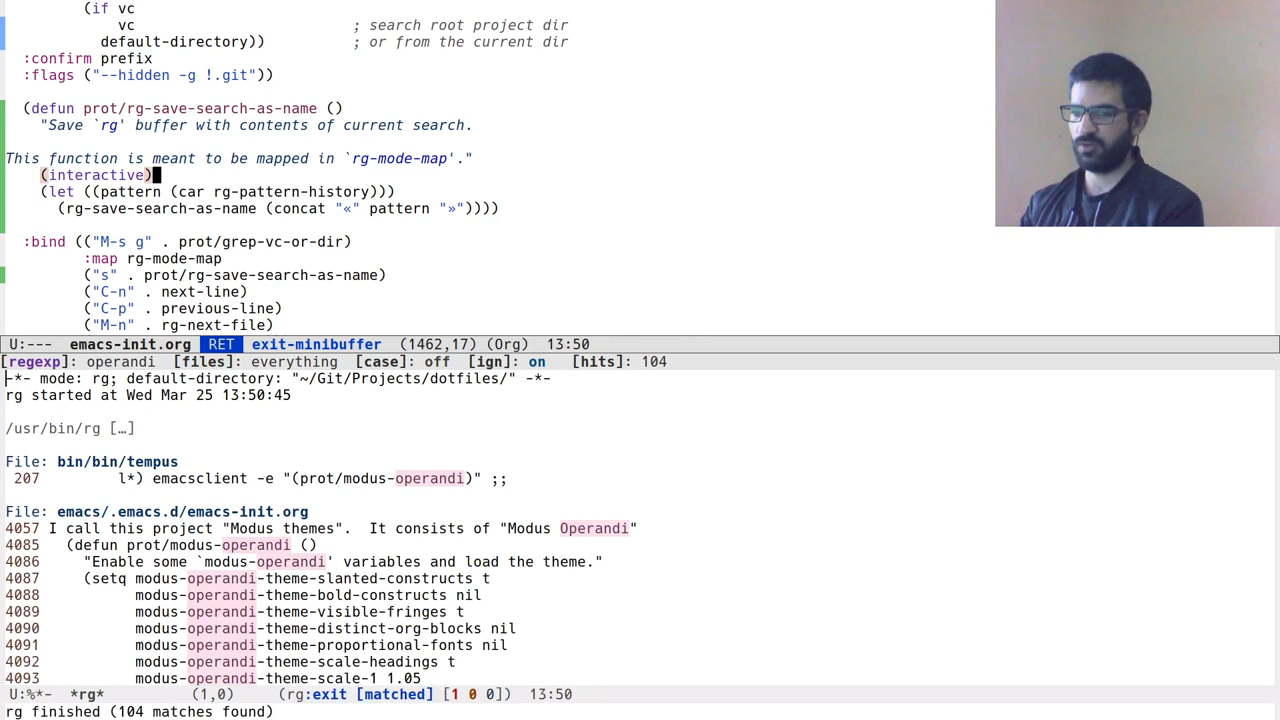 (if vc
vc ; search root project dir
default-directory)) ; or from the current dir
:confirm prefix
:flags ("--hidden -g !.git"))
(defun prot/rg-save-search-as-name ()
"Save `rg' buffer with contents of current search.
This function is meant to be mapped in `rg-mode-map'."
(interactive)
(let ((pattern (car rg-pattern-history)))
(rg-save-search-as-name (concat "«" pattern "»"))))
:bind (("M-s g" . prot/grep-vc-or-dir)
:map rg-mode-map
("s" . prot/rg-save-search-as-name)
("C-n" . next-line)
("C-p" . previous-line)
("M-n" . rg-next-file)
U:--- emacs-init.org RET exit-minibuffer (1462,17) (Org) 13:50
[regexp]: operandi [files]: everything [case]: off [ign]: on [hits]: 104
-*- mode: rg; default-directory: "~/Git/Projects/dotfiles/" -*-
rg started at Wed Mar 25 13:50:45
/usr/bin/rg […]
File: bin/bin/tempus
207 l*) emacsclient -e "(prot/modus-operandi)" ;;
File: emacs/.emacs.d/emacs-init.org
4057 I call this project "Modus themes". It consists of "Modus Operandi"
4085 (defun prot/modus-operandi ()
4086 "Enable some `modus-operandi' variables and load the theme."
4087 (setq modus-operandi-theme-slanted-constructs t
4088 modus-operandi-theme-bold-constructs nil
4089 modus-operandi-theme-visible-fringes t
4090 modus-operandi-theme-distinct-org-blocks nil
4091 modus-operandi-theme-proportional-fonts nil
4092 modus-operandi-theme-scale-headings t
4093 modus-operandi-theme-scale-1 1.05
U:%*- *rg* (1,0) (rg:exit [matched] [1 0 0]) 13:50
rg finished (104 matches found)